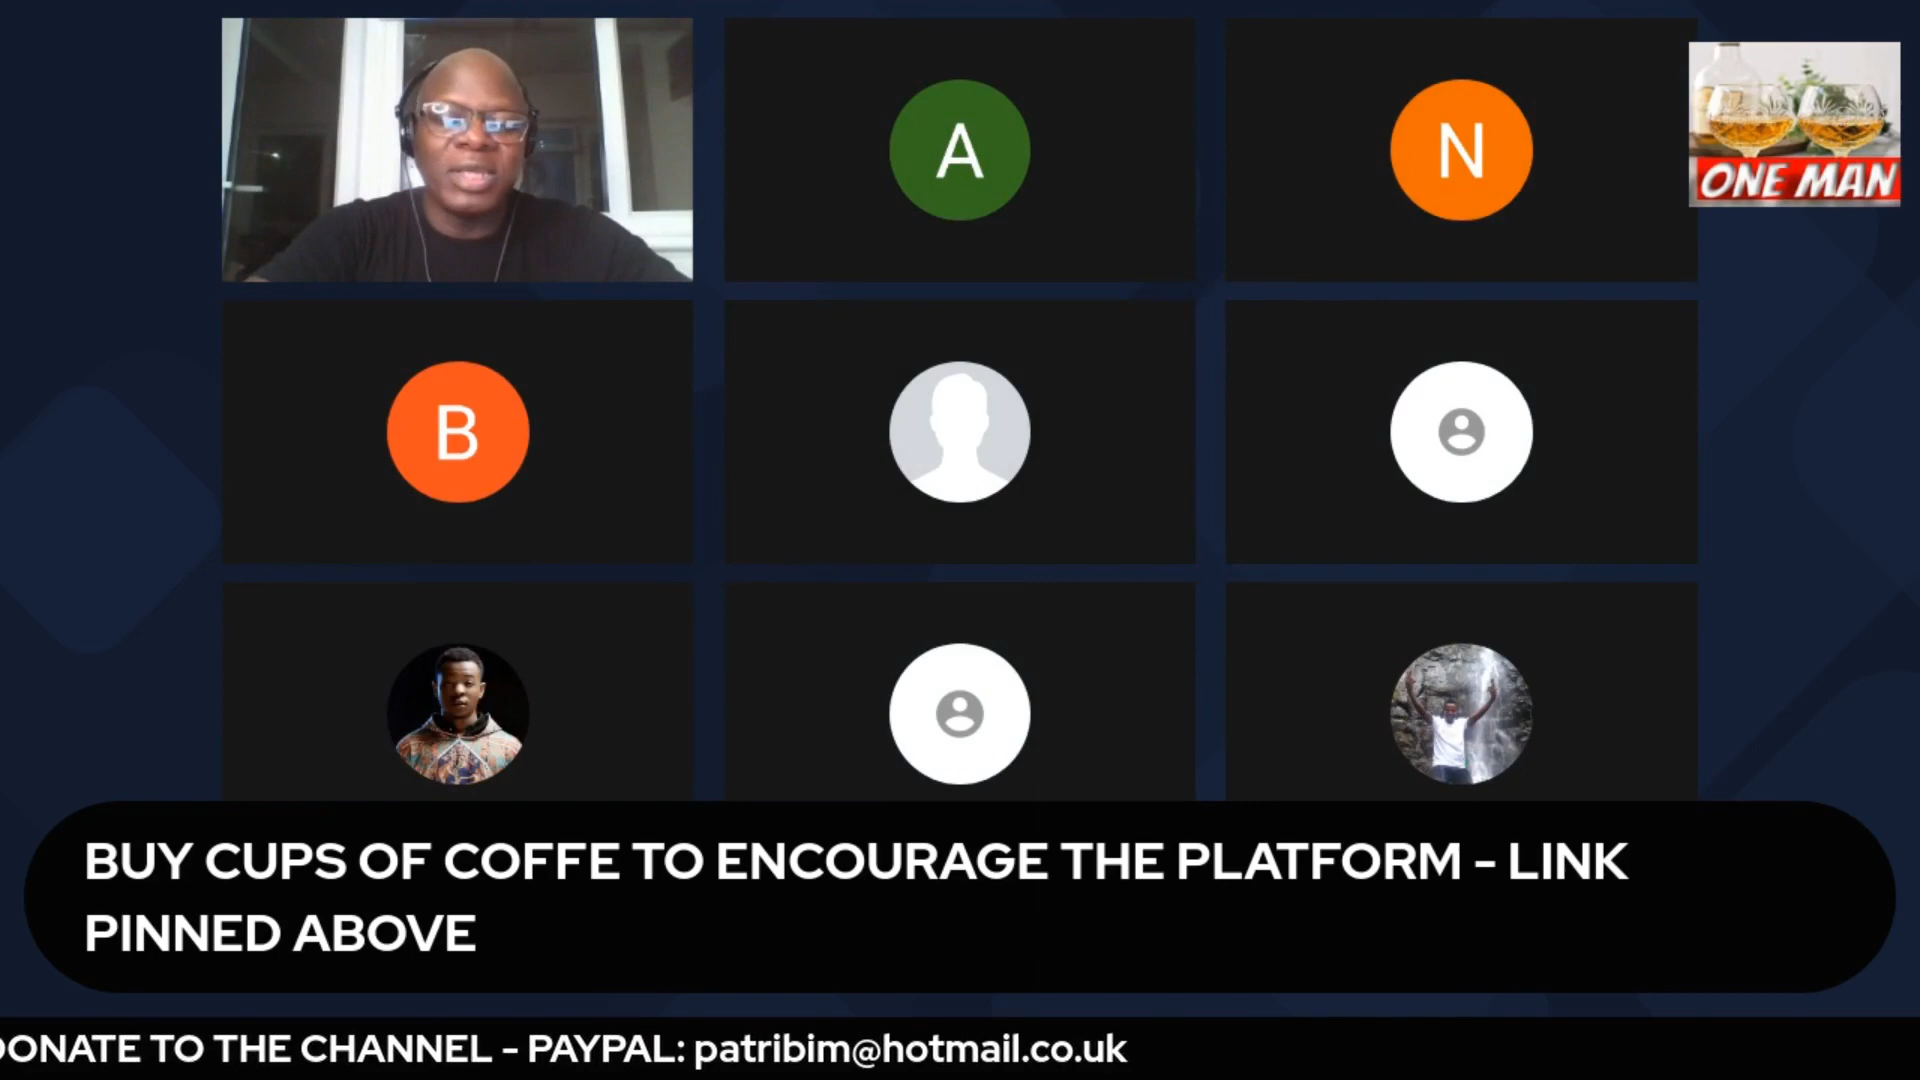 A
N
ONE MAN
B
BUY CUPS OF COFFE TO ENCOURAGE THE PLATFORM - LINK
PINNED ABOVE
DONATE TO THE CHANNEL - PAYPAL: patribim@hotmail.co.uk